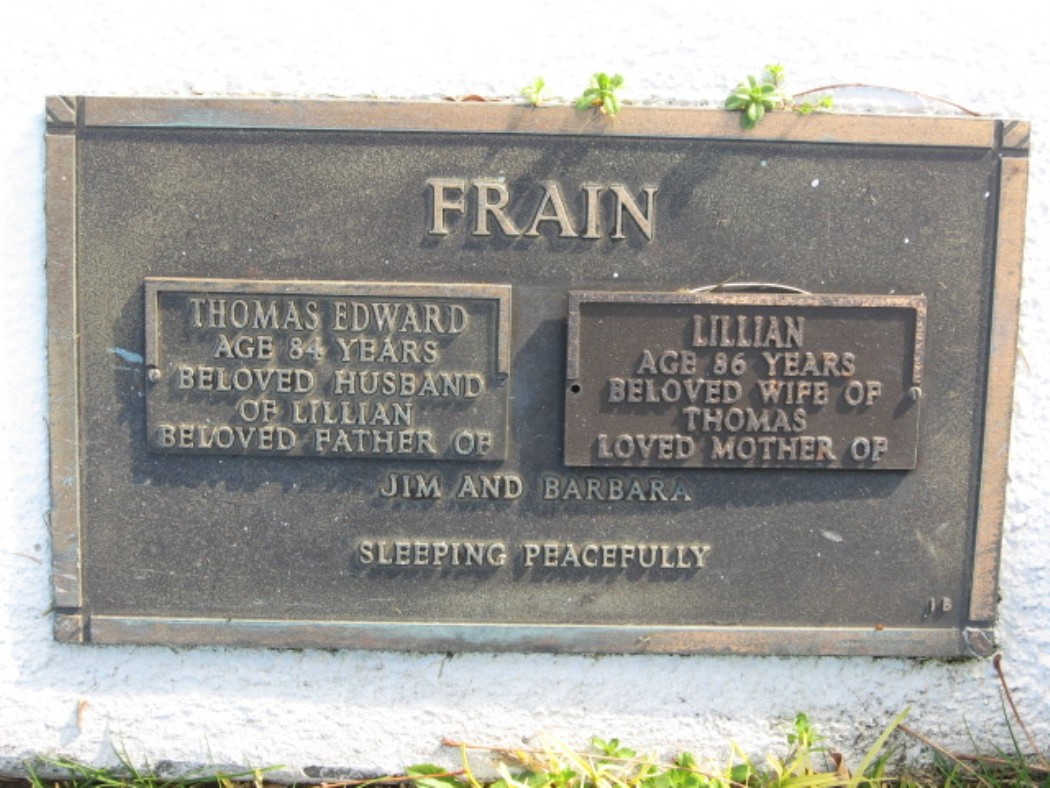 FRAIN
THOMAS EDWARD
AGE 84 YEARS
BELOVED HUSBAND
OF LILLIAN
BELOVED FATHER OF
LILLIAN
AGE 86 YEARS
BELOVED WIFE OF
THOMAS
LOVED MOTHER OF
JIM AND BARBARA
SLEEPING PEACEFULLY